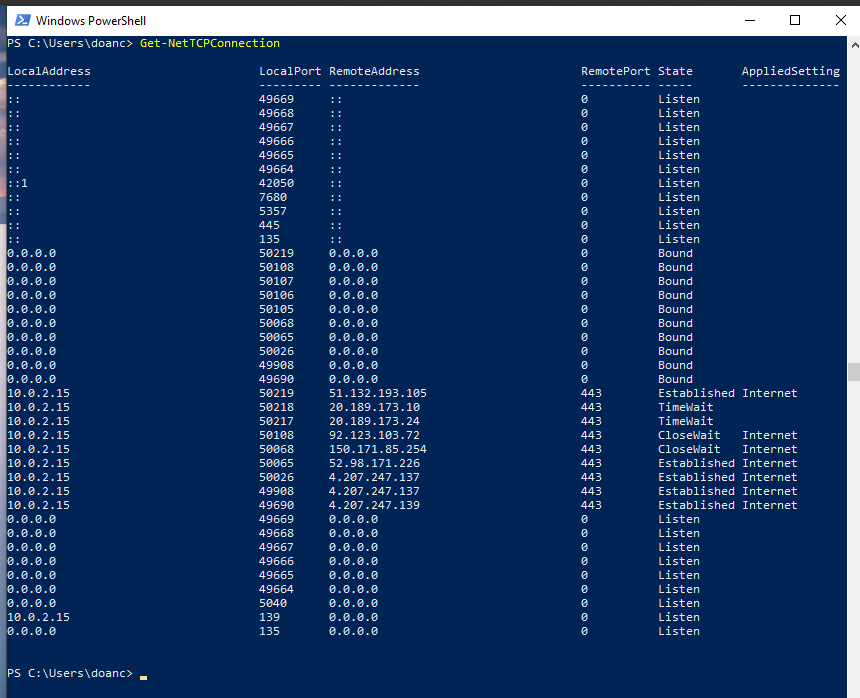 Windows PowerShell
PS C:\Users\doanc> Get-NetTCPConnection
LocalAddress LocalPort RemoteAddress RemotePort State AppliedSetting
------------ --------- ------------- ---------- ----- --------------
:: 49669 :: 0 Listen
:: 49668 :: 0 Listen
:: 49667 :: 0 Listen
:: 49666 :: 0 Listen
:: 49665 :: 0 Listen
:: 49664 :: 0 Listen
::1 42050 :: 0 Listen
:: 7680 :: 0 Listen
:: 5357 :: 0 Listen
:: 445 :: 0 Listen
:: 135 :: 0 Listen
0.0.0.0 50219 0.0.0.0 0 Bound
0.0.0.0 50108 0.0.0.0 0 Bound
0.0.0.0 50107 0.0.0.0 0 Bound
0.0.0.0 50106 0.0.0.0 0 Bound
0.0.0.0 50105 0.0.0.0 0 Bound
0.0.0.0 50068 0.0.0.0 0 Bound
0.0.0.0 50065 0.0.0.0 0 Bound
0.0.0.0 50026 0.0.0.0 0 Bound
0.0.0.0 49908 0.0.0.0 0 Bound
0.0.0.0 49690 0.0.0.0 0 Bound
10.0.2.15 50219 51.132.193.105 443 Established Internet
10.0.2.15 50218 20.189.173.10 443 TimeWait
10.0.2.15 50217 20.189.173.24 443 TimeWait
10.0.2.15 50108 92.123.103.72 443 CloseWait Internet
10.0.2.15 50068 150.171.85.254 443 CloseWait Internet
10.0.2.15 50065 52.98.171.226 443 Established Internet
10.0.2.15 50026 4.207.247.137 443 Established Internet
10.0.2.15 49908 4.207.247.137 443 Established Internet
10.0.2.15 49690 4.207.247.139 443 Established Internet
0.0.0.0 49669 0.0.0.0 0 Listen
0.0.0.0 49668 0.0.0.0 0 Listen
0.0.0.0 49667 0.0.0.0 0 Listen
0.0.0.0 49666 0.0.0.0 0 Listen
0.0.0.0 49665 0.0.0.0 0 Listen
0.0.0.0 49664 0.0.0.0 0 Listen
0.0.0.0 5040 0.0.0.0 0 Listen
10.0.2.15 139 0.0.0.0 0 Listen
0.0.0.0 135 0.0.0.0 0 Listen
PS C:\Users\doanc>